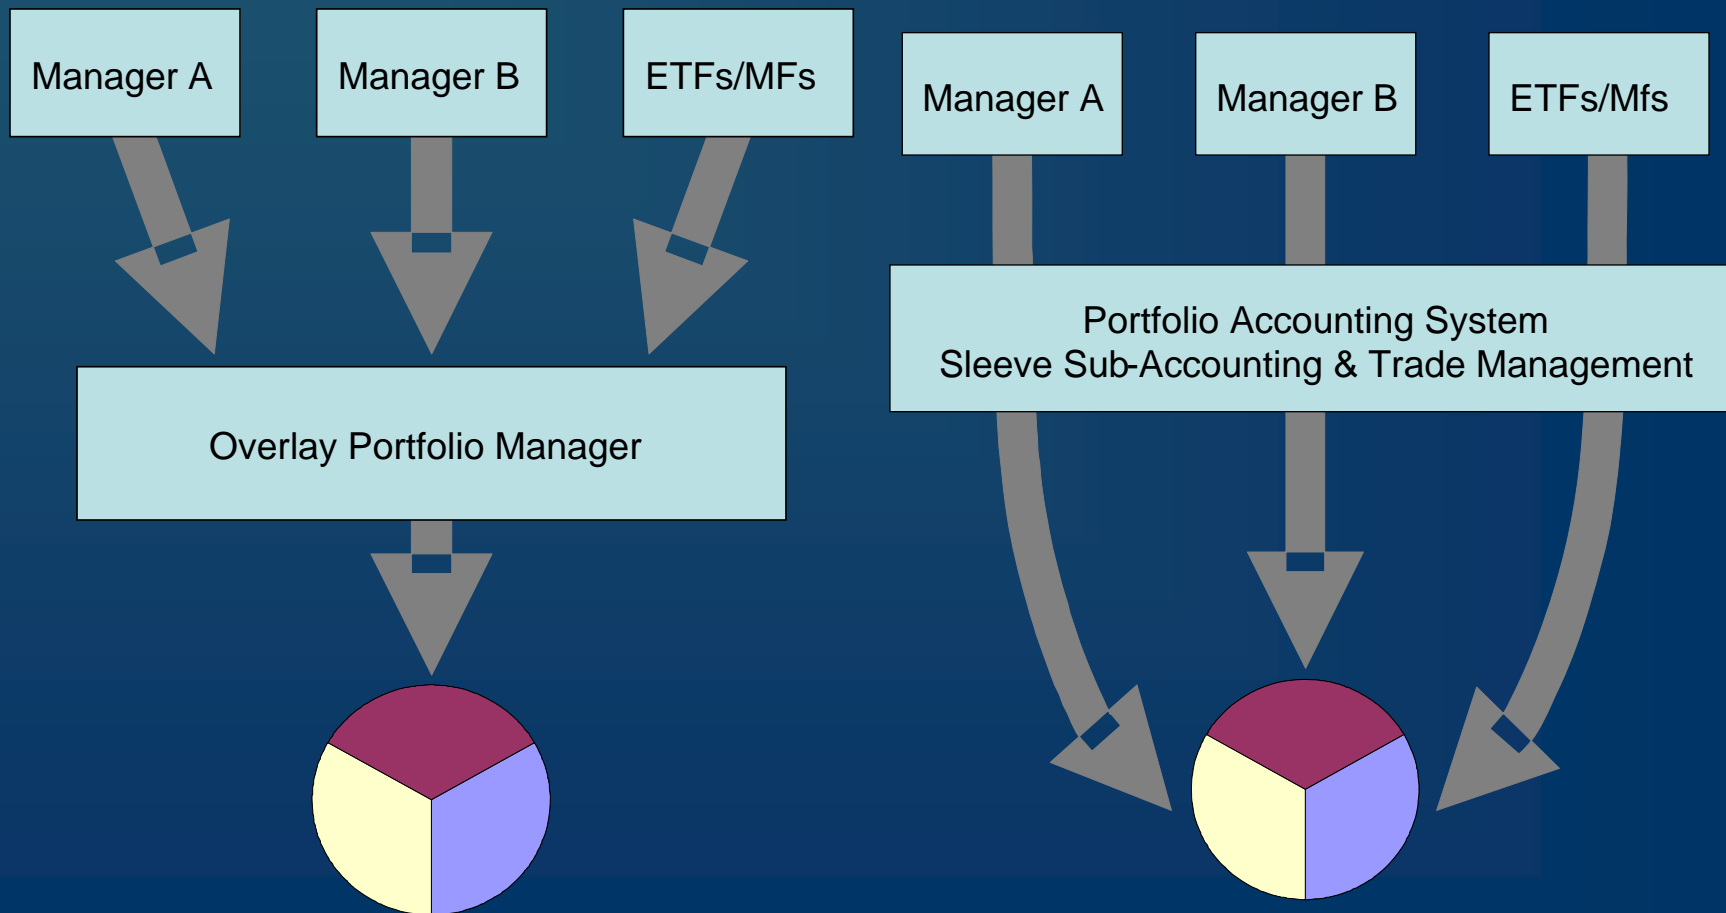 Manager A
Manager B
ETFs/MFs
Overlay Portfolio Manager
Manager A
Manager B
ETFs/Mfs
Portfolio Accounting System
Sleeve Sub-Accounting & Trade Management